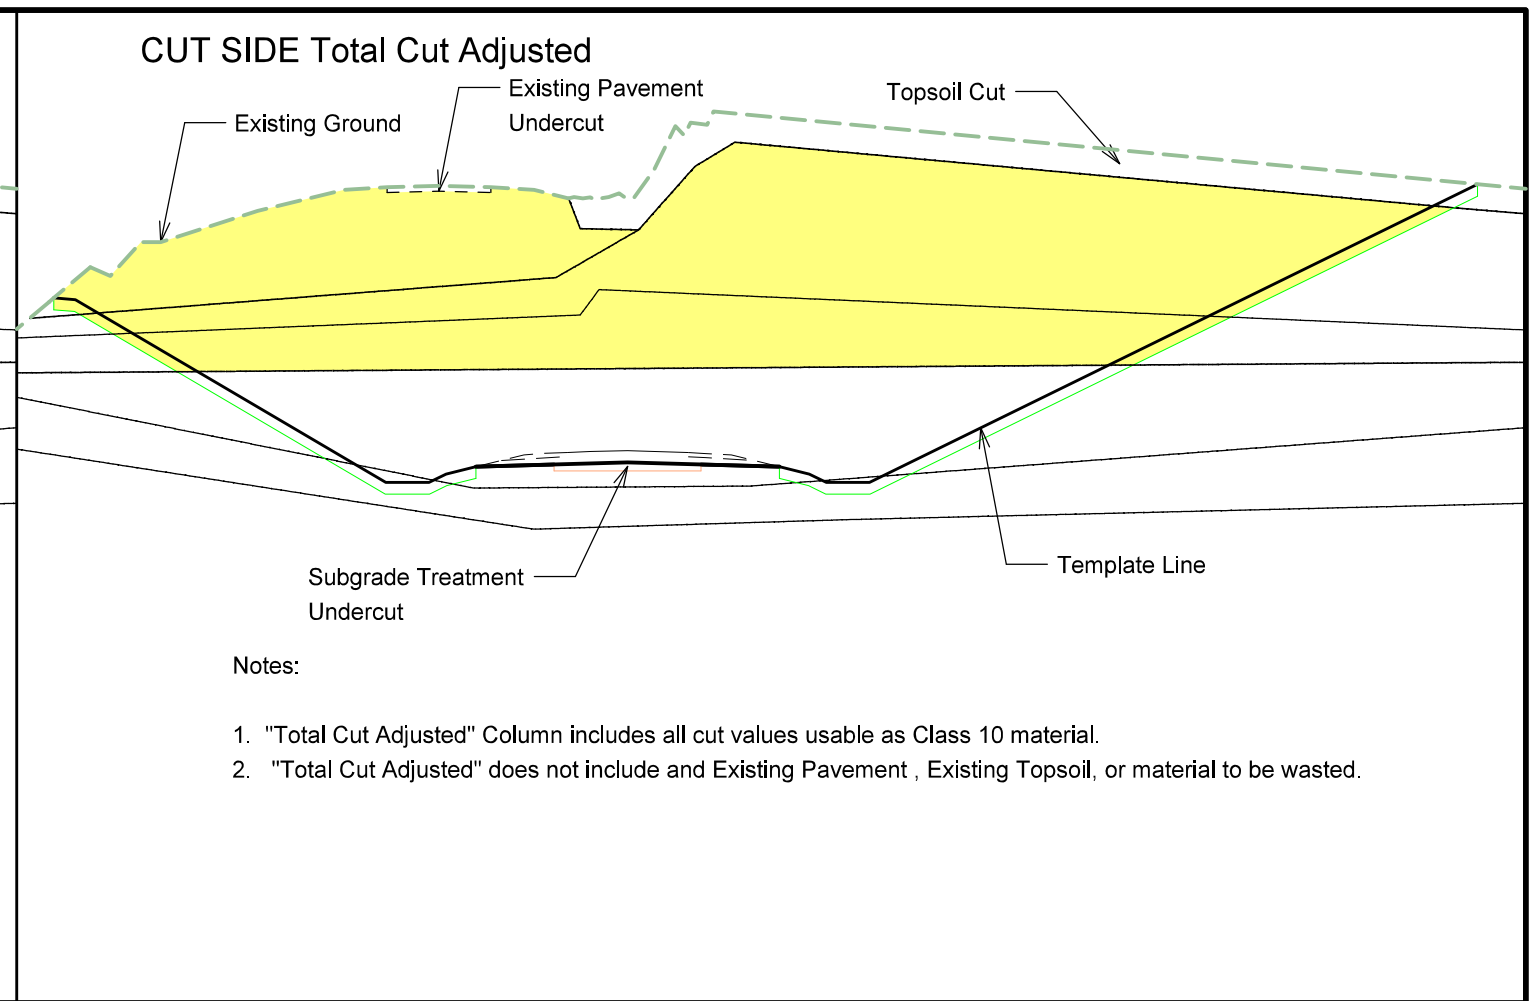 CUT SIDE Total Cut Adjusted
Existing Pavement
Undercut
Topsoil Cut
Existing Ground
Subgrade Treatment
Undercut
Template Line
Notes:
1. "Total Cut Adjusted" Column includes all cut values usable as Class 10 material.
2. "Total Cut Adjusted" does not include and Existing Pavement , Existing Topsoil, or material to be wasted.